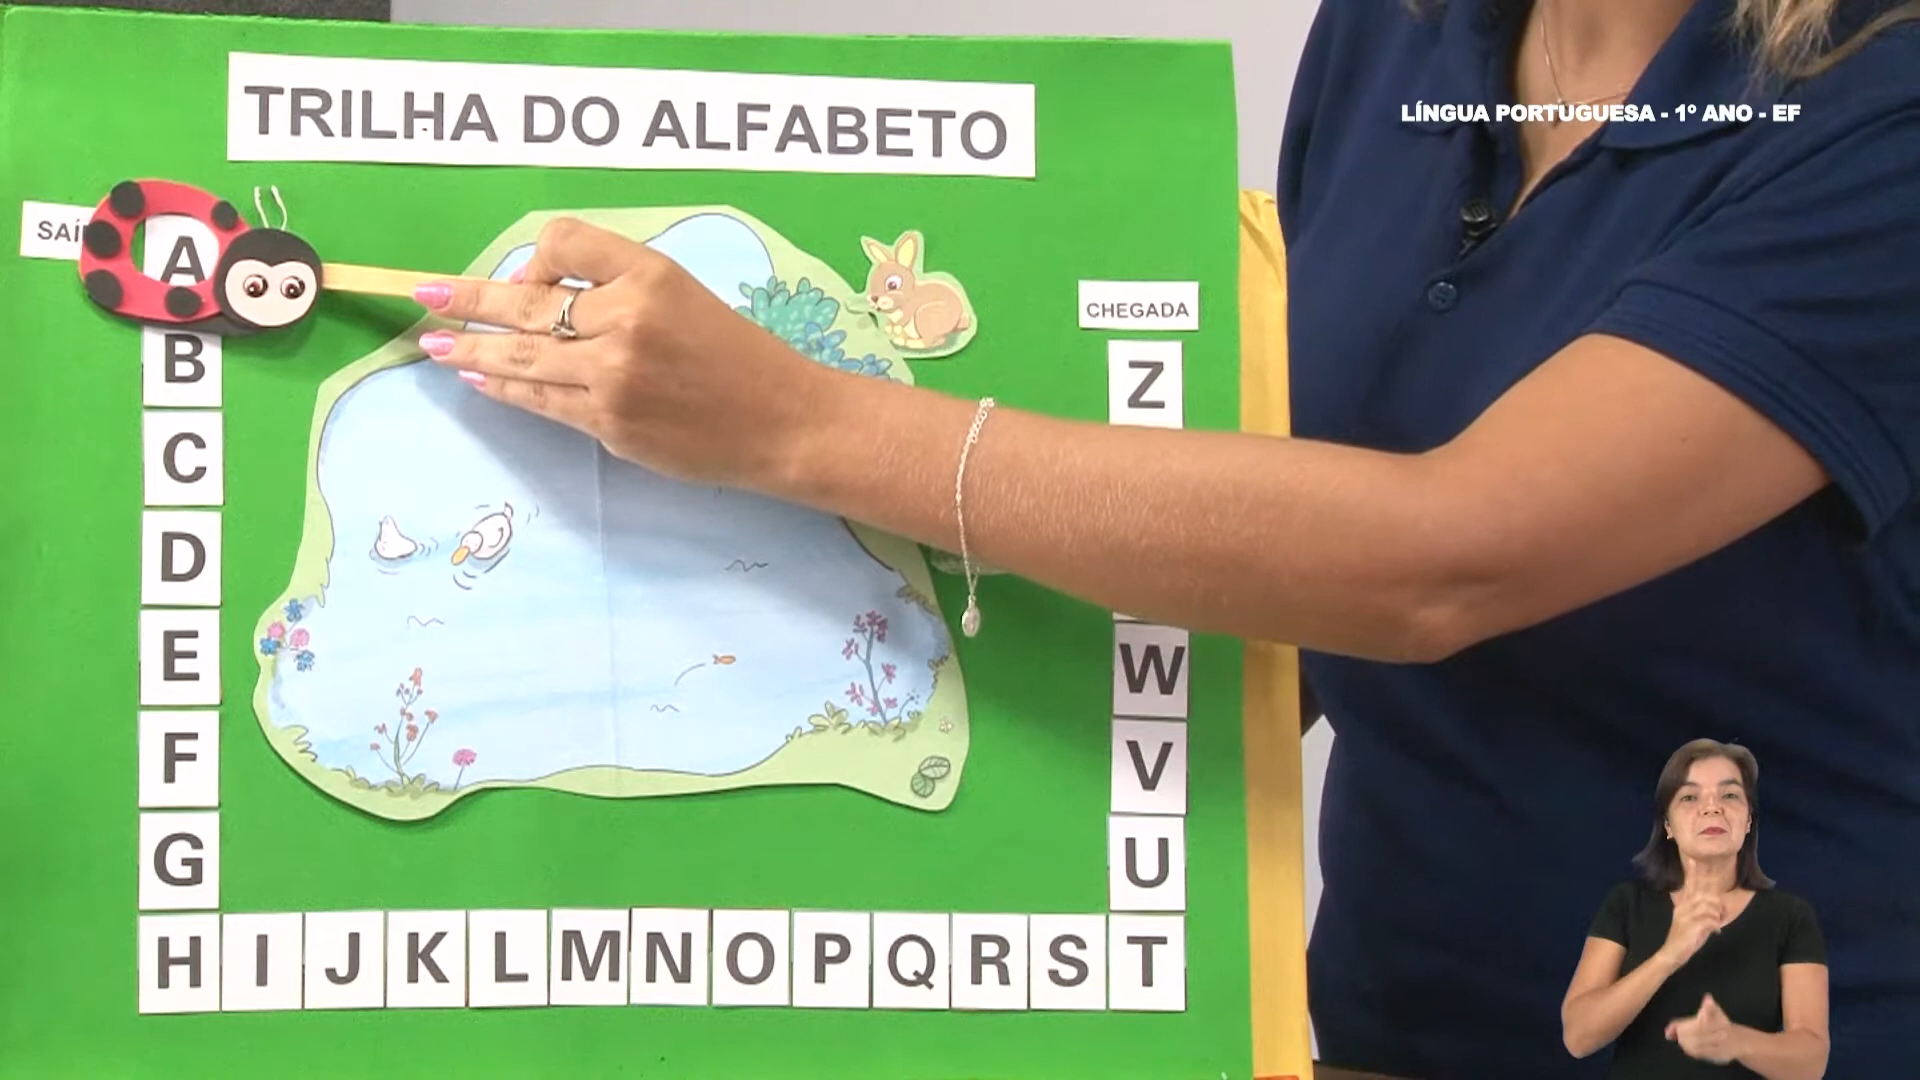 TRILHA DO ALFABETO
LÍNGUA PORTUGUESA - 1º ANO - EF
A
CHEGADA
B
Z
C
D
E
W
F
V
G
U
H I J K L M N O P Q R S T